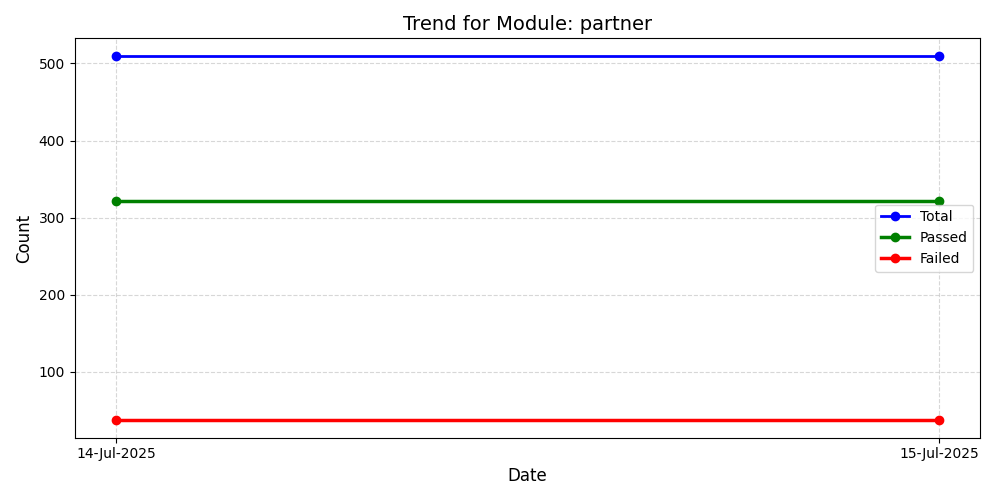 Trend for Module: partner
500
400
300
200
100
Count
Total
Passed
Failed
14-Jul-2025
15-Jul-2025
Date